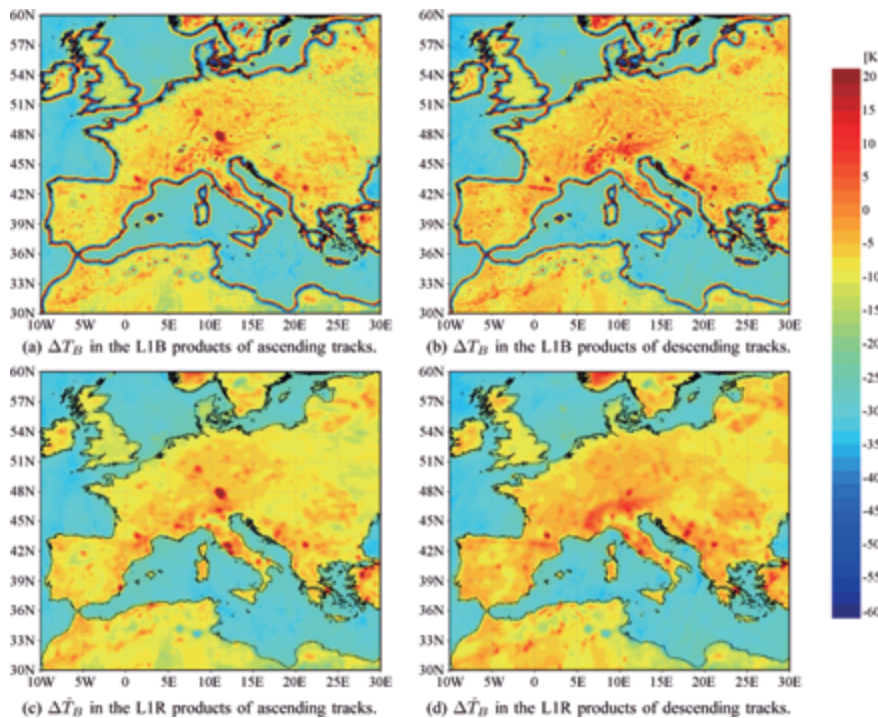 60N 57N 54N 51N 48N 45N 42N 39N 36N 33N 30N
10W 5W 0 5E 10E 15E 20E 25E 30E
(a) ΔT_B in the L1B products of ascending tracks.
60N 57N 54N 51N 48N 45N 42N 39N 36N 33N 30N
10W 5W 0 5E 10E 15E 20E 25E 30E
(b) ΔT_B in the L1B products of descending tracks.
[K
20
10
0
-5
-10
-15
-20
-25
-30
-35
-40
-45
-50
-55
-60
60N 57N 54N 51N 48N 45N 42N 39N 36N 33N 30N
10W 5W 0 5E 10E 15E 20E 25E 30E
(c) ΔT̂_B in the L1R products of ascending tracks.
60N 57N 54N 51N 48N 45N 42N 39N 36N 33N 30N
10W 5W 0 5E 10E 15E 20E 25E 30E
(d) ΔT̂_B in the L1R products of descending tracks.